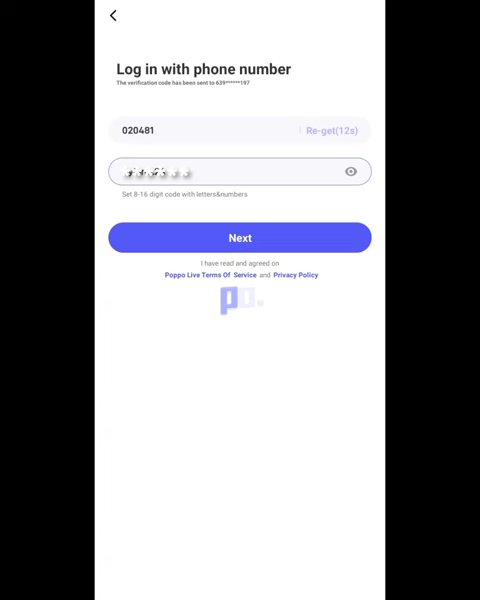 Log in with phone number
The verification code has been sent to 639******197
020481
Re-get(12s)
Set 8-16 digit code with letters&numbers
Next
I have read and agreed on
Poppo Live Terms Of Service and Privacy Policy